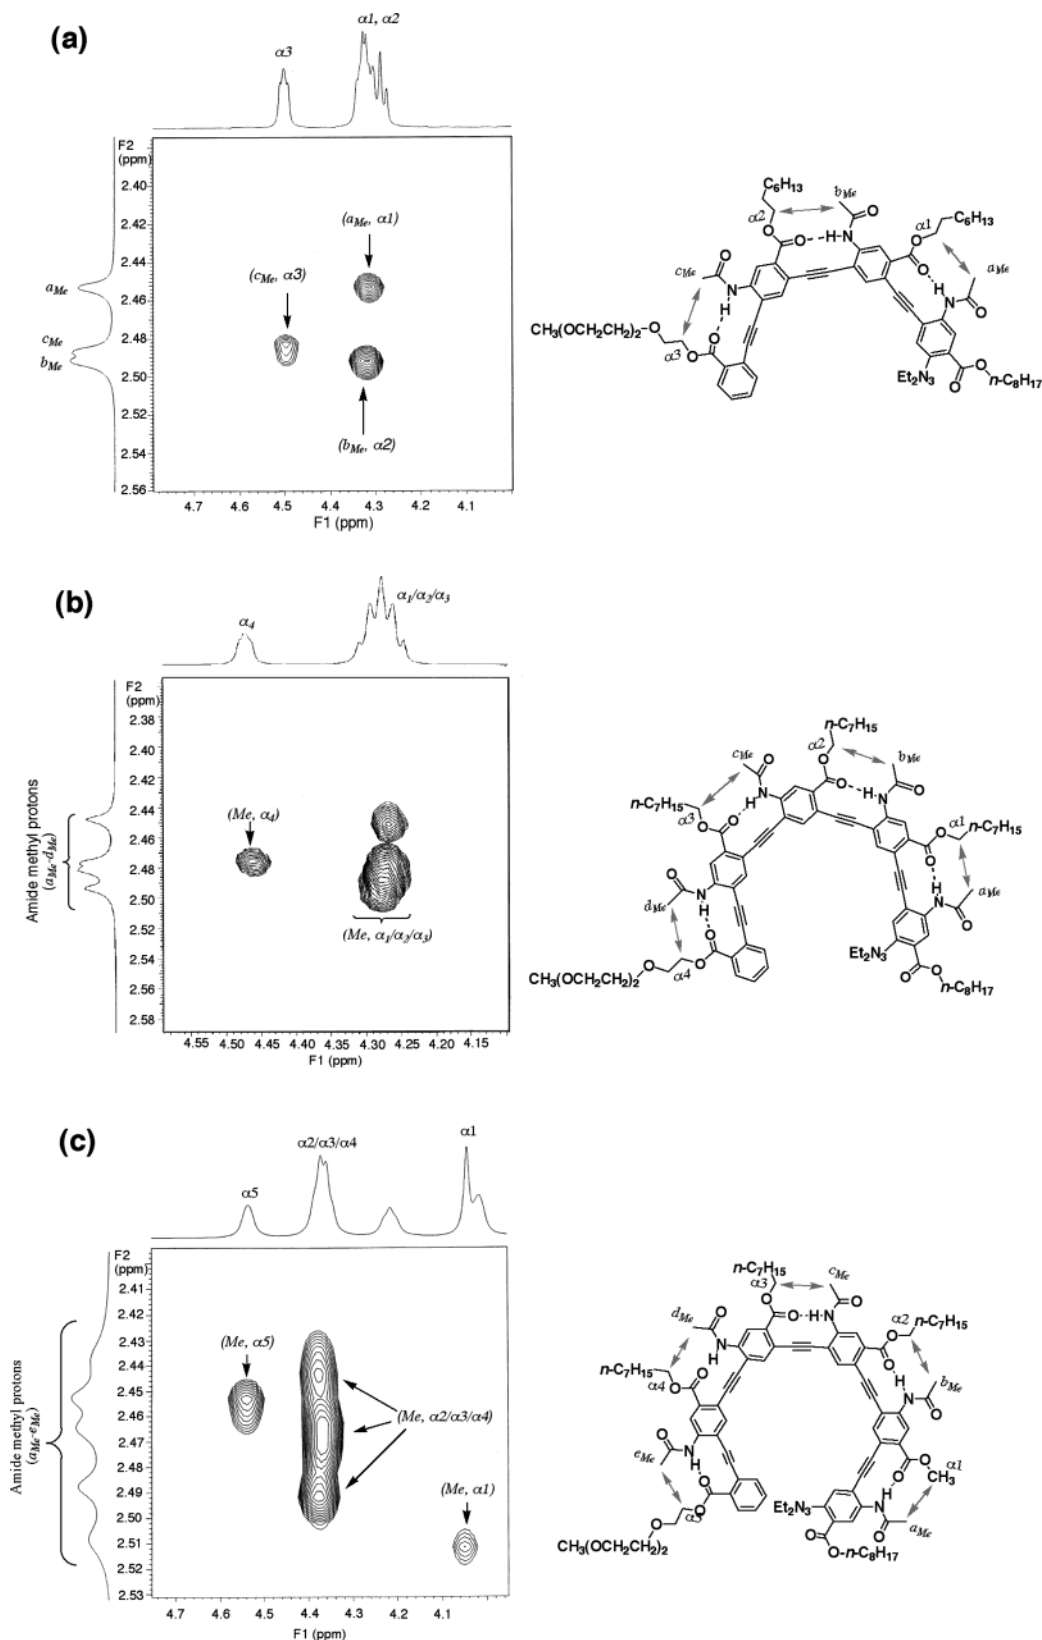 (a)
α3
α1, α2
F2
(ppm)
2.40
2.42
2.44
2.46
2.48
2.50
2.52
2.54
2.56
aMe
cMe
bMe
(aMe, α1)
(cMe, α3)
(bMe, α2)
4.7 4.6 4.5 4.4 4.3 4.2 4.1
F1 (ppm)
C6H13
bMe
α2
O
O
O
H-N
O
α1
O
C6H13
O
H
N
aMe
O
cMe
O
N
H
O
CH3(OCH2CH2)2-O
α3
O
Et2N3
O
O
n-C8H17
(b)
α4
α1/α2/α3
F2
(ppm)
2.38
2.40
2.42
2.44
2.46
2.48
2.50
2.52
2.54
2.56
2.58
Amide methyl protons
(aMe-dMe)
(Me, α4)
(Me, α1/α2/α3)
4.55 4.50 4.45 4.40 4.35 4.30 4.25 4.20 4.15
F1 (ppm)
n-C7H15
α2
O
O
cMe
O
N
H
bMe
O
H-N
n-C7H15
α3
O
O
α1
O
n-C7H15
O
O
N
H
dMe
H
N
aMe
O
O
O
CH3(OCH2CH2)2
O
α4
Et2N3
O
O
n-C8H17
(c)
α5
α2/α3/α4
α1
F2
(ppm)
2.41
2.42
2.43
2.44
2.45
2.46
2.47
2.48
2.49
2.50
2.51
2.52
2.53
Amide methyl protons
(aMe-eMe)
(Me, α5)
(Me, α2/α3/α4)
(Me, α1)
4.7 4.6 4.5 4.4 4.3 4.2 4.1
F1 (ppm)
n-C7H15
α3
O
O
cMe
O
H-N
dMe
O
N
H
α2
O
n-C7H15
O
n-C7H15
α4
O
O
H
N
bMe
O
eMe
O
N
H
O
O
α1
CH3
O
O
α5
O
CH3(OCH2CH2)2
Et2N3
H
N
aMe
O
O
O-n-C8H17